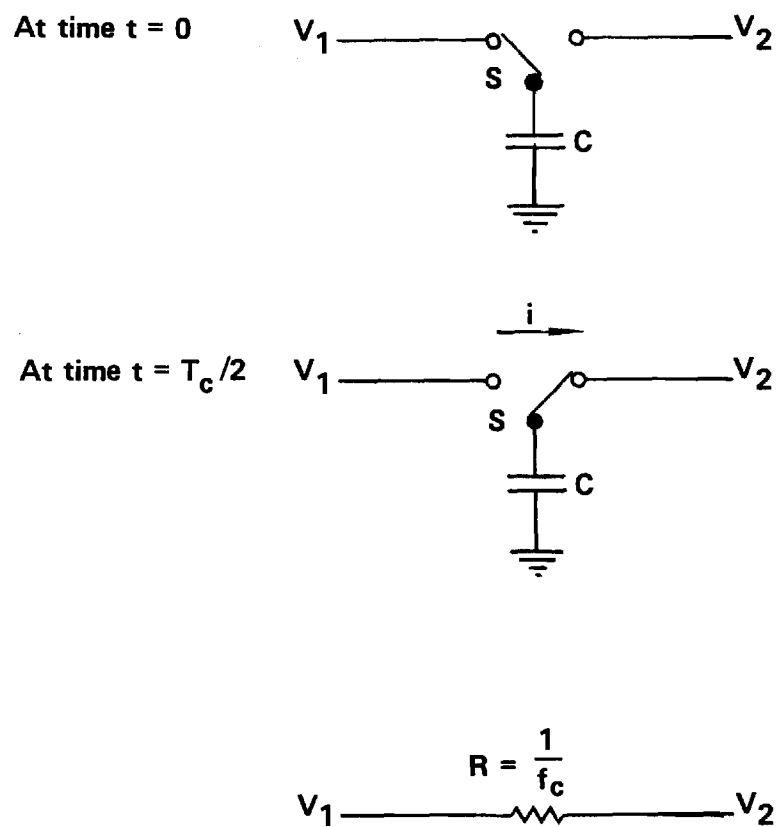 At time t = 0 V1 V2
S
C
i
At time t = Tc/2 V1 V2
S
C
R = 1/fc
V1 V2